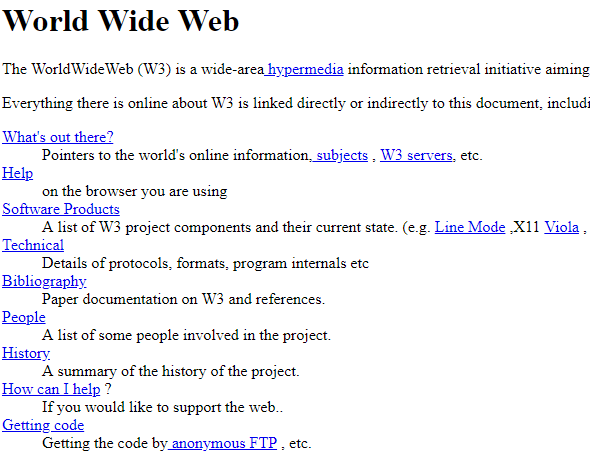 World Wide Web
The WorldWideWeb (W3) is a wide-area hypermedia information retrieval initiative aiming
Everything there is online about W3 is linked directly or indirectly to this document, includi
What's out there?
Pointers to the world's online information, subjects , W3 servers, etc.
Help
on the browser you are using
Software Products
A list of W3 project components and their current state. (e.g. Line Mode ,X11 Viola ,
Technical
Details of protocols, formats, program internals etc
Bibliography
Paper documentation on W3 and references.
People
A list of some people involved in the project.
History
A summary of the history of the project.
How can I help ?
If you would like to support the web..
Getting code
Getting the code by anonymous FTP , etc.